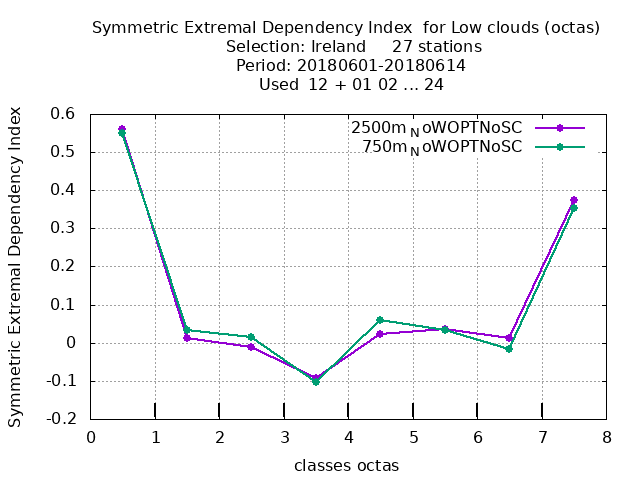 Symmetric Extremal Dependency Index  for Low clouds (octas)
Selection: Ireland     27 stations
Period: 20180601-20180614
Used  12 + 01 02 ... 24
Symmetric Extremal Dependency Index
0.6
0.5
0.4
0.3
0.2
0.1
0
-0.1
-0.2
2500m_NoWOPTNoSC
750m_NoWOPTNoSC
0 1 2 3 4 5 6 7 8
classes octas